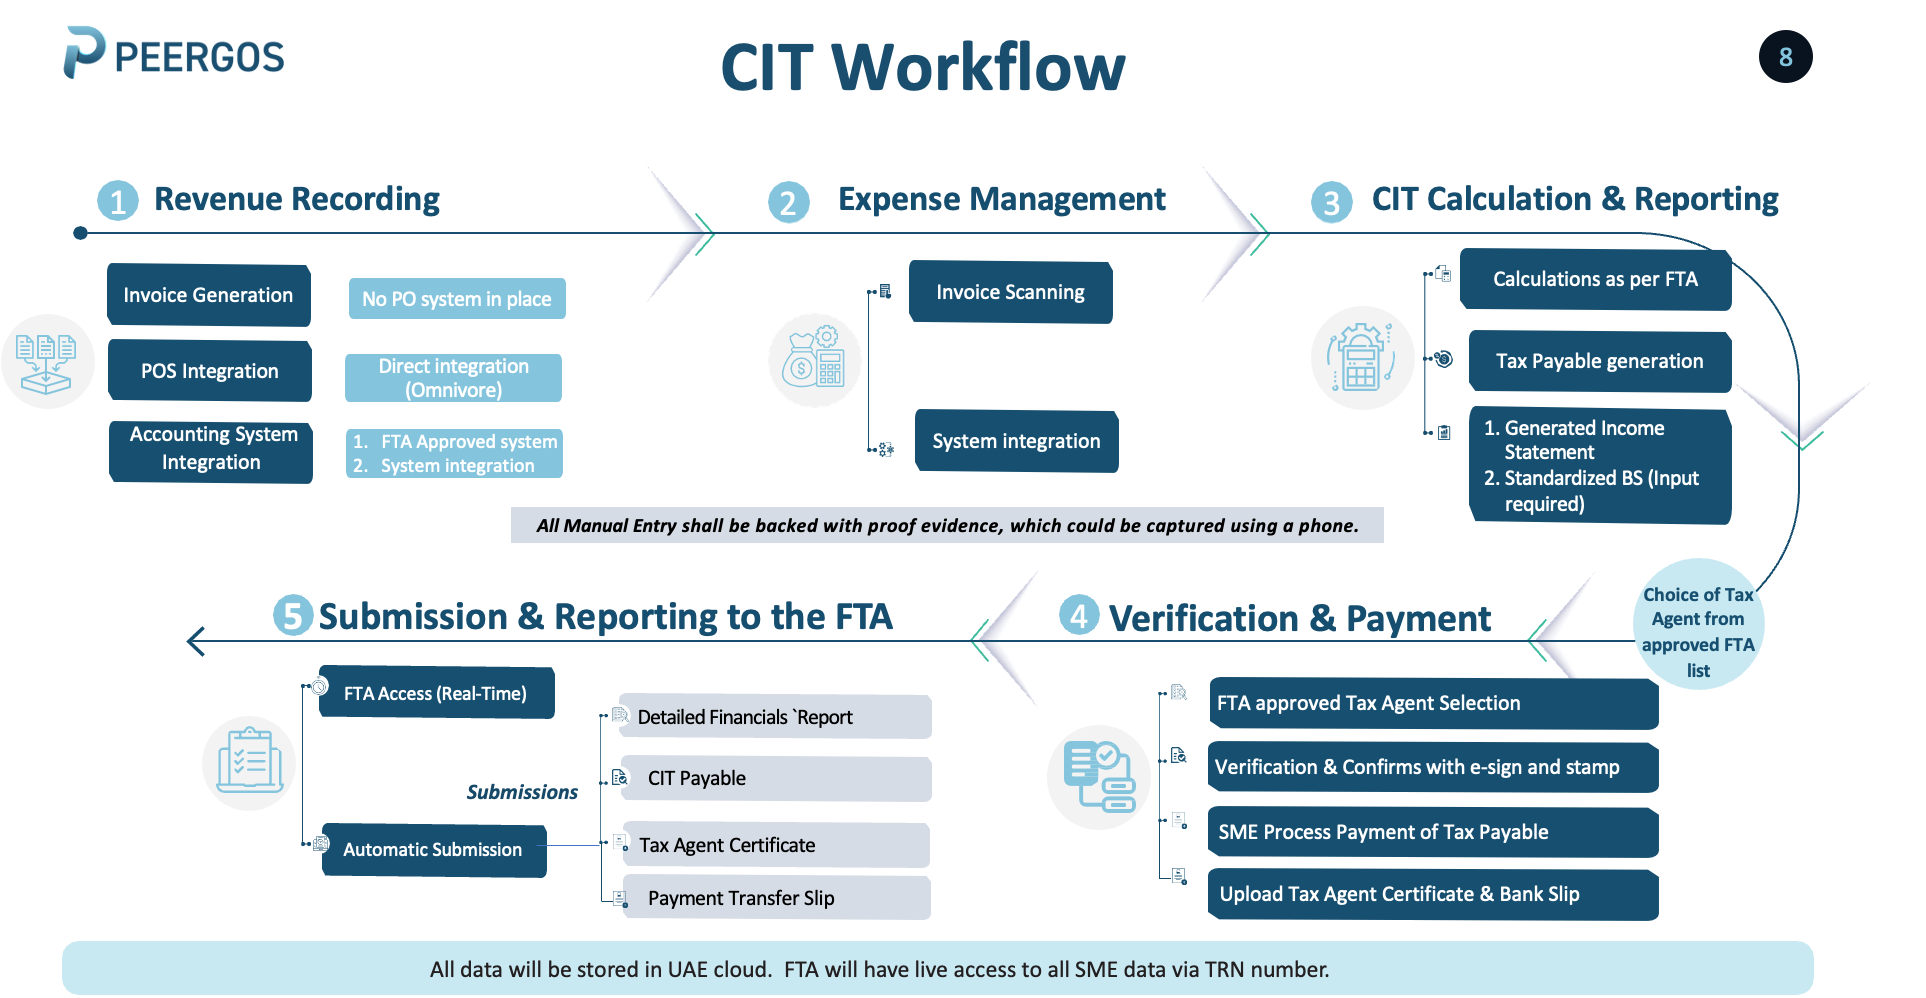 PEERGOS
CIT Workflow
8
1 Revenue Recording
2 Expense Management
3 CIT Calculation & Reporting
Invoice Generation
No PO system in place
POS Integration
Direct integration
(Omnivore)
Accounting System
Integration
1. FTA Approved system
2. System integration
Invoice Scanning
System integration
Calculations as per FTA
Tax Payable generation
1. Generated Income
Statement
2. Standardized BS (Input
required)
All Manual Entry shall be backed with proof evidence, which could be captured using a phone.
Choice of Tax
Agent from
approved FTA
list
4 Verification & Payment
FTA approved Tax Agent Selection
Verification & Confirms with e-sign and stamp
SME Process Payment of Tax Payable
Upload Tax Agent Certificate & Bank Slip
5 Submission & Reporting to the FTA
FTA Access (Real-Time)
Automatic Submission
Submissions
Detailed Financials `Report
CIT Payable
Tax Agent Certificate
Payment Transfer Slip
All data will be stored in UAE cloud. FTA will have live access to all SME data via TRN number.